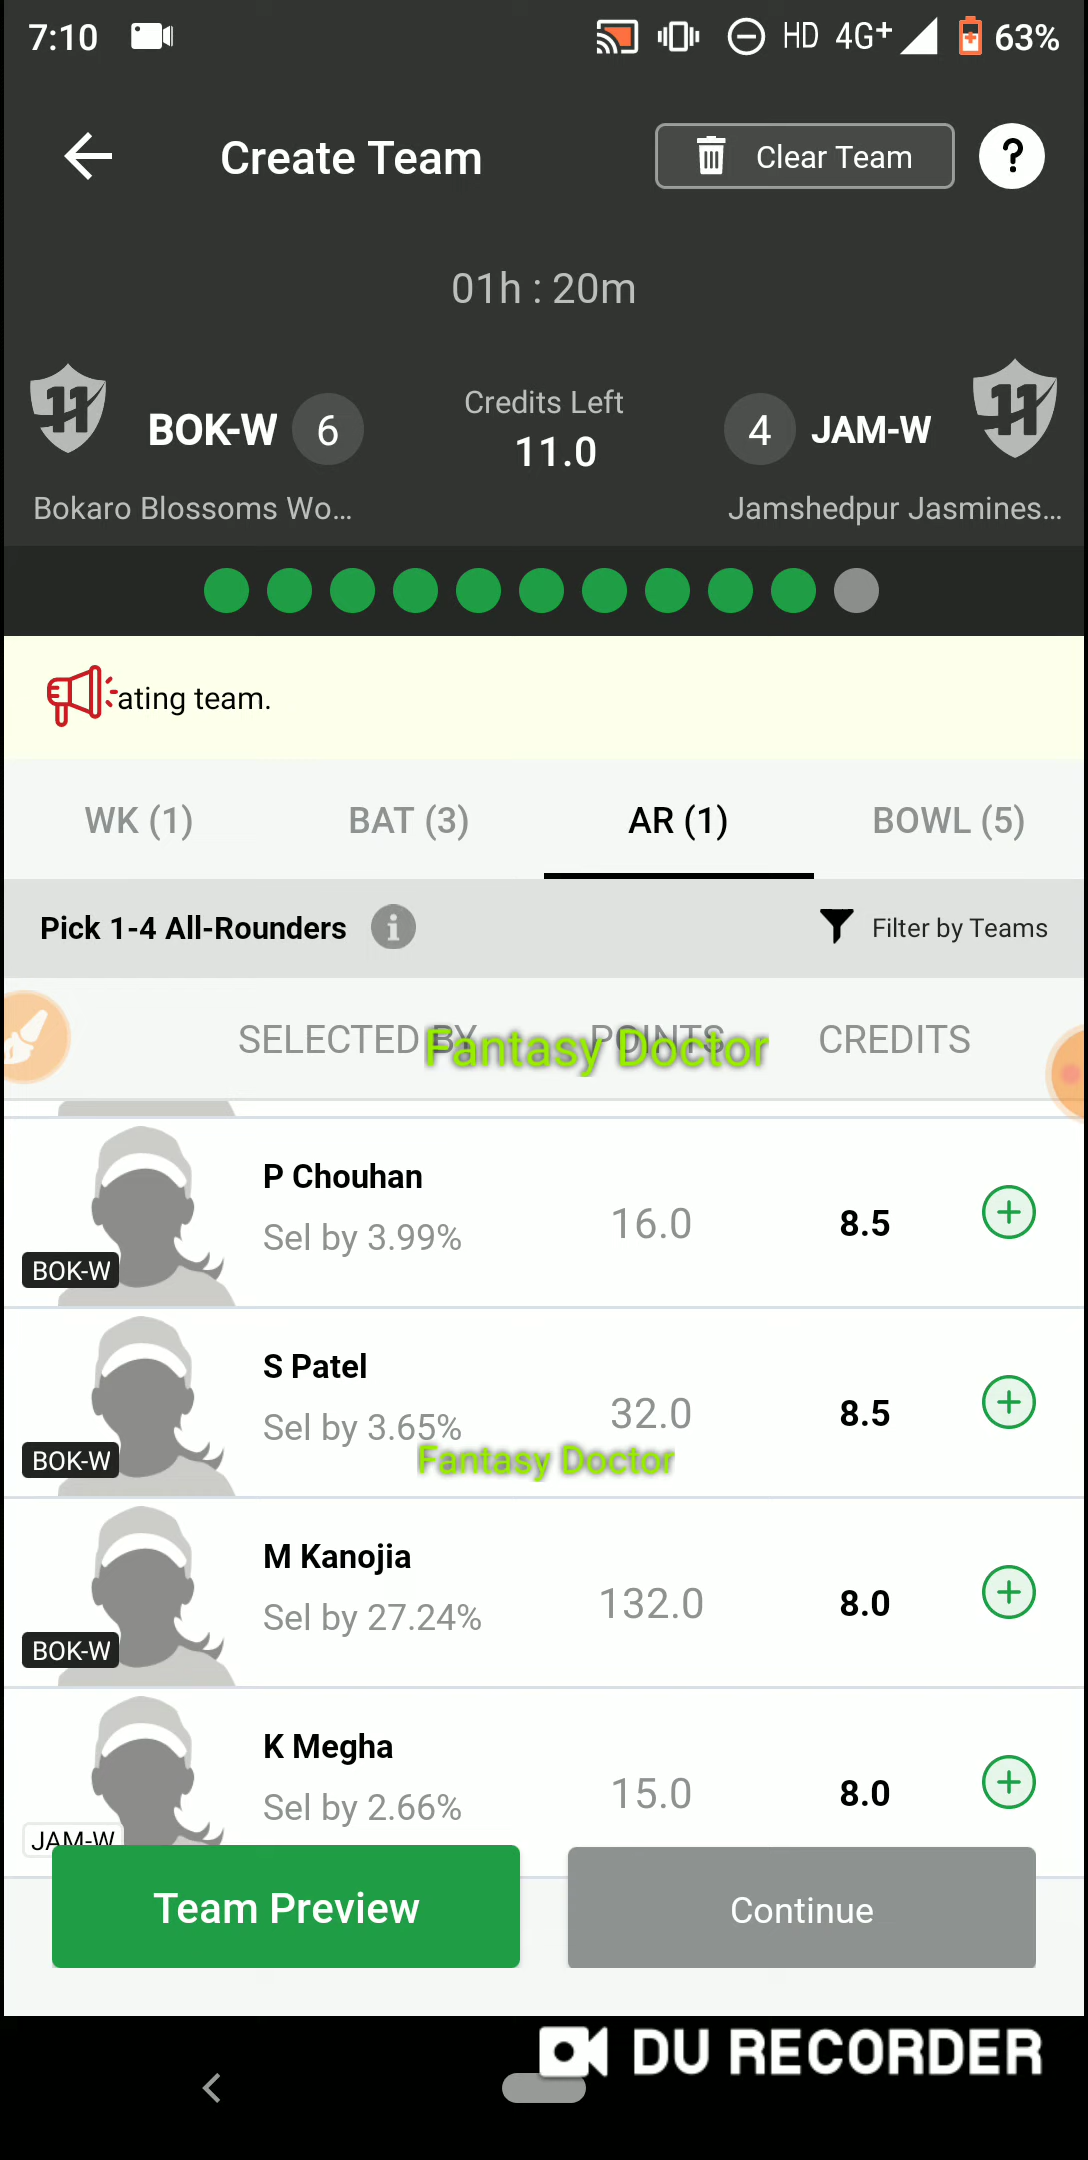 7:10 HD 4G+ 63%
Create Team Clear Team ?
01h : 20m
BOK-W 6 Credits Left 11.0 4 JAM-W
Bokaro Blossoms Wo... Jamshedpur Jasmines...
ating team.
WK (1) BAT (3) AR (1) BOWL (5)
Pick 1-4 All-Rounders i Filter by Teams
SELECTED BY POINTS CREDITS
Fantasy Doctor
P Chouhan
Sel by 3.99% 16.0 8.5
BOK-W
S Patel
Sel by 3.65% 32.0 8.5
BOK-W
Fantasy Doctor
M Kanojia
Sel by 27.24% 132.0 8.0
BOK-W
K Megha
Sel by 2.66% 15.0 8.0
JAM-W
Team Preview Continue
DU RECORDER